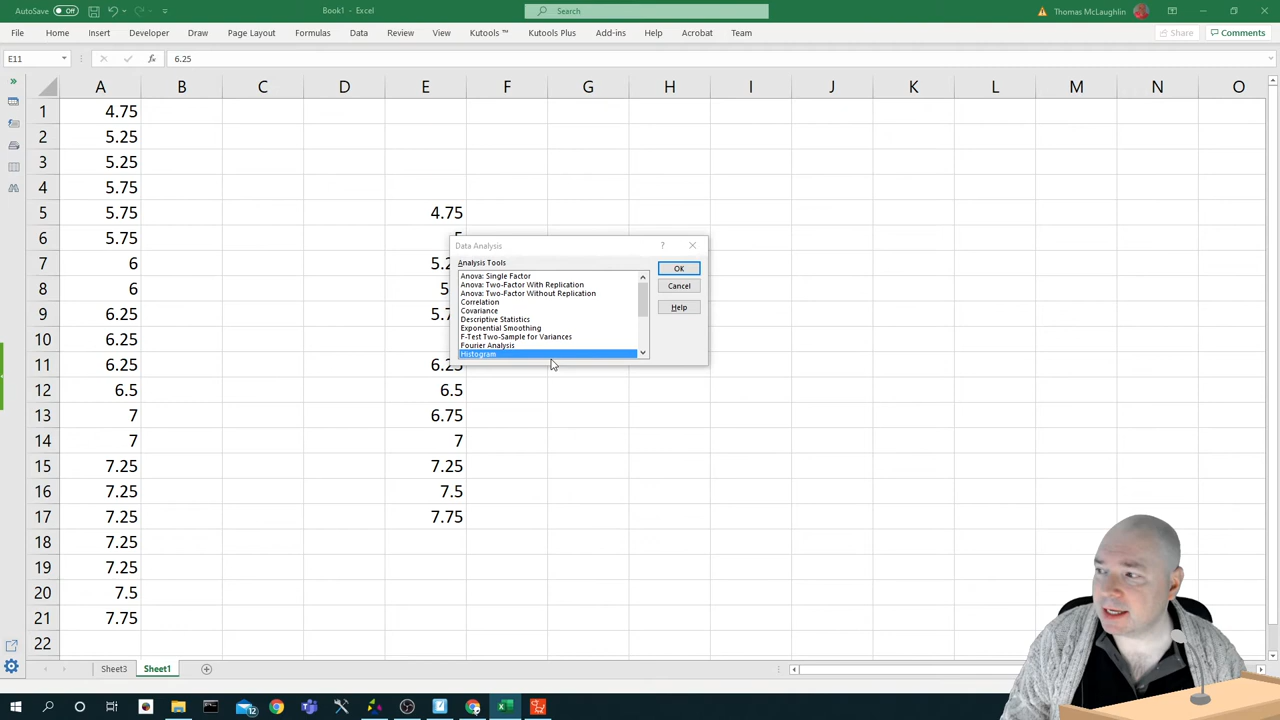 AutoSave Off Book1 - Excel Search Thomas McLaughlin
File Home Insert Developer Draw Page Layout Formulas Data Review View Kutools ™ Kutools Plus Add-ins Help Acrobat Team Share Comments
E11 fx 6.25
A B C D E F G H I J K L M N O
1 4.75
2 5.25
3 5.25
4 5.75
5 5.75 4.75
6 5.75
Data Analysis ? ×
Analysis Tools
Anova: Single Factor
Anova: Two-Factor With Replication
Anova: Two-Factor Without Replication
Correlation
Covariance
Descriptive Statistics
Exponential Smoothing
F-Test Two-Sample for Variances
Fourier Analysis
Histogram
OK
Cancel
Help
7 6
8 6
9 6.25
10 6.25
11 6.25
12 6.5 6.5
13 7 6.75
14 7 7
15 7.25 7.25
16 7.25 7.5
17 7.25 7.75
18 7.25
19 7.25
20 7.5
21 7.75
22
Sheet3 Sheet1
12